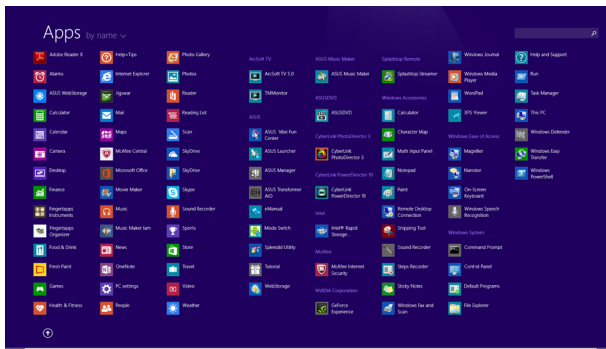 Apps by name
Adobe Reader X
Alarms
ASUS WebStorage
Calculator
Calendar
Camera
Desktop
Finance
Fingertapps
Instruments
Fingertapps
Organizer
Food & Drink
Fresh Paint
Games
Health & Fitness
Help+Tips
Internet Explorer
Jigswar
Mail
Maps
McAfee Central
Microsoft Office
Movie Maker
Music
Music Maker Jam
News
OneNote
PC settings
People
Photo Gallery
Photos
Reader
Reading List
Scan
SkyDrive
SkyDrive
Skype
Sound Recorder
Sports
Store
Travel
Video
Weather
ArcSoft TV
ArcSoft TV 5.0
TMMonitor
ASUS
ASUS Vibe Fun
Center
ASUS Launcher
ASUS Manager
ASUS Transformer
AiO
eManual
Mode Switch
Splendid Utility
Tutorial
WebStorage
ASUS Music Maker
ASUS Music Maker
ASUSDVD
ASUSDVD
CyberLink PhotoDirector 3
CyberLink
PhotoDirector 3
CyberLink PowerDirector 10
CyberLink
PowerDirector 10
Intel
Intel® Rapid
Storage...
McAfee
McAfee Internet
Security
NVIDIA Corporation
GeForce
Experience
Splashtop Remote
Splashtop Streamer
Windows Accessories
Calculator
Character Map
Math Input Panel
Notepad
Paint
Remote Desktop
Connection
Snipping Tool
Sound Recorder
Steps Recorder
Sticky Notes
Windows Fax and
Scan
Windows Journal
Windows Media
Player
WordPad
XPS Viewer
Windows Ease of Access
Magnifier
Narrator
On-Screen
Keyboard
Windows Speech
Recognition
Windows System
Command Prompt
Control Panel
Default Programs
File Explorer
Help and Support
Run
Task Manager
This PC
Windows Defender
Windows Easy
Transfer
Windows
PowerShell